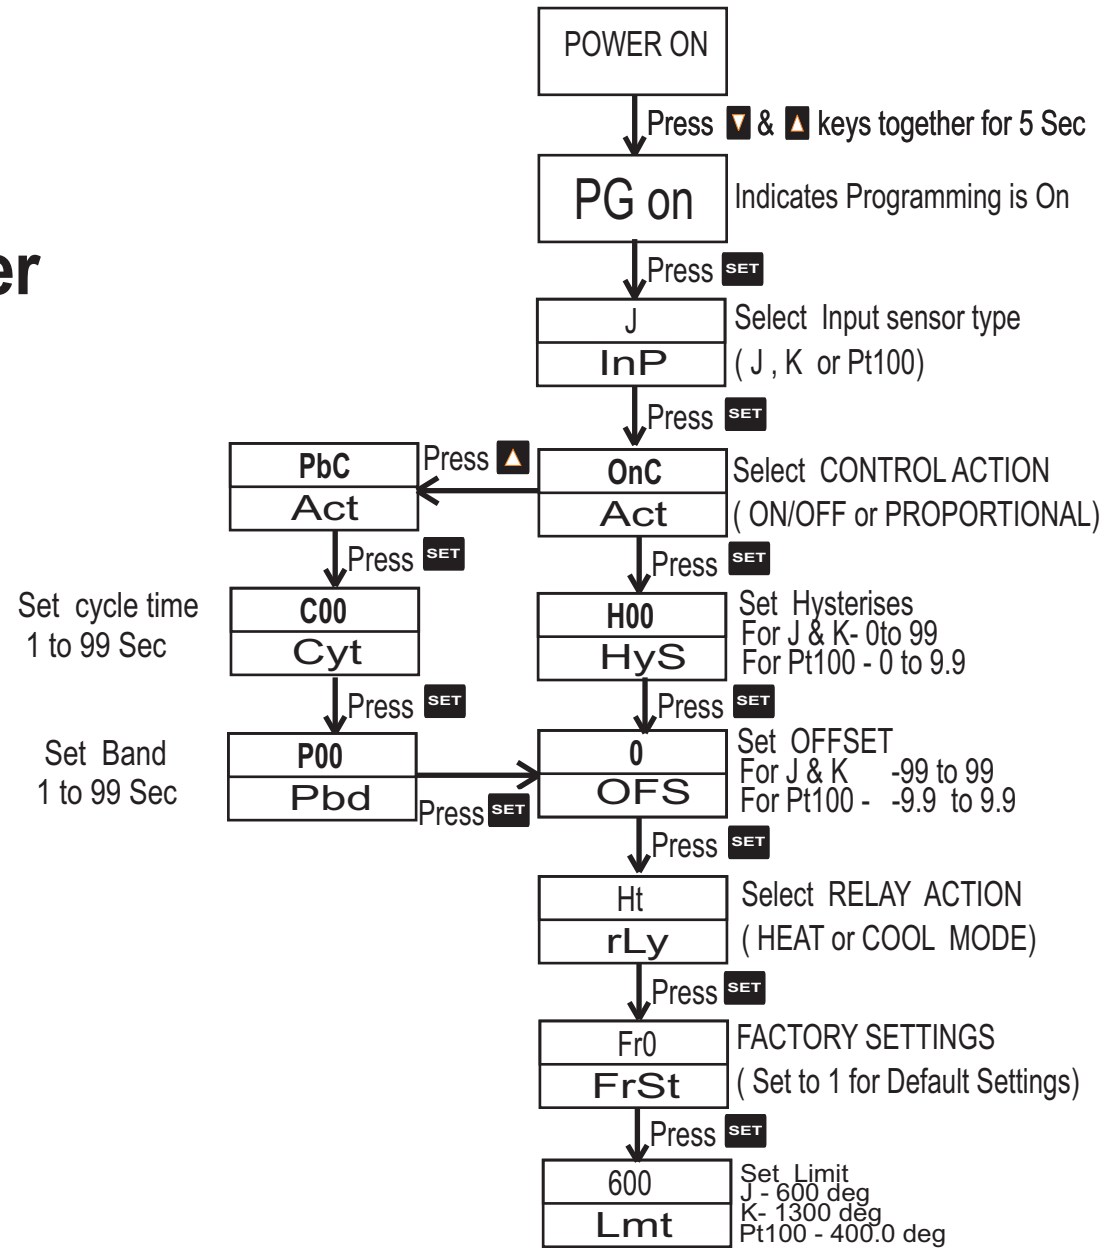 POWER ON
Press & keys together for 5 Sec
PG on
Indicates Programming is On
er
Press SET
J
InP
Select Input sensor type
( J , K or Pt100)
Press SET
PbC
Act
Press
OnC
Act
Select CONTROL ACTION
( ON/OFF or PROPORTIONAL)
Press SET
Press SET
Set cycle time
1 to 99 Sec
C00
Cyt
H00
HyS
Set Hysterises
For J & K- 0to 99
For Pt100 - 0 to 9.9
Press SET
Press SET
Set Band
1 to 99 Sec
P00
Pbd
Press SET
0
OFS
Set OFFSET
For J & K -99 to 99
For Pt100 - -9.9 to 9.9
Press SET
Ht
rLy
Select RELAY ACTION
( HEAT or COOL MODE)
Press SET
Fr0
FrSt
FACTORY SETTINGS
( Set to 1 for Default Settings)
Press SET
600
Lmt
Set Limit
J - 600 deg
K- 1300 deg
Pt100 - 400.0 deg